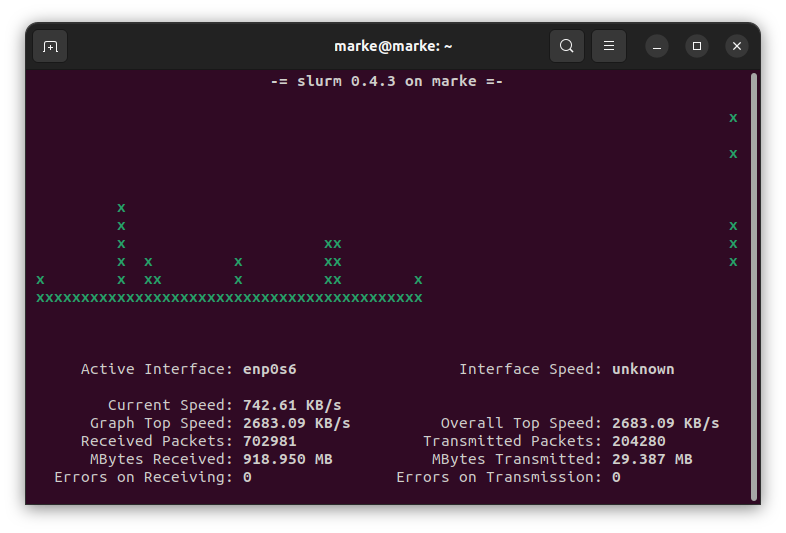 marke@marke: ~
-= slurm 0.4.3 on marke =-
x
x
x
x x
x xx x
x x x xx x
x xx x xx x x xx xx x
xxxxxxxxxxxxxxxxxxxxxxxxxxxxxxxxxxxxxxxxxxx
Active Interface: enp0s6 Interface Speed: unknown
Current Speed: 742.61 KB/s
Graph Top Speed: 2683.09 KB/s Overall Top Speed: 2683.09 KB/s
Received Packets: 702981 Transmitted Packets: 204280
MBytes Received: 918.950 MB MBytes Transmitted: 29.387 MB
Errors on Receiving: 0 Errors on Transmission: 0